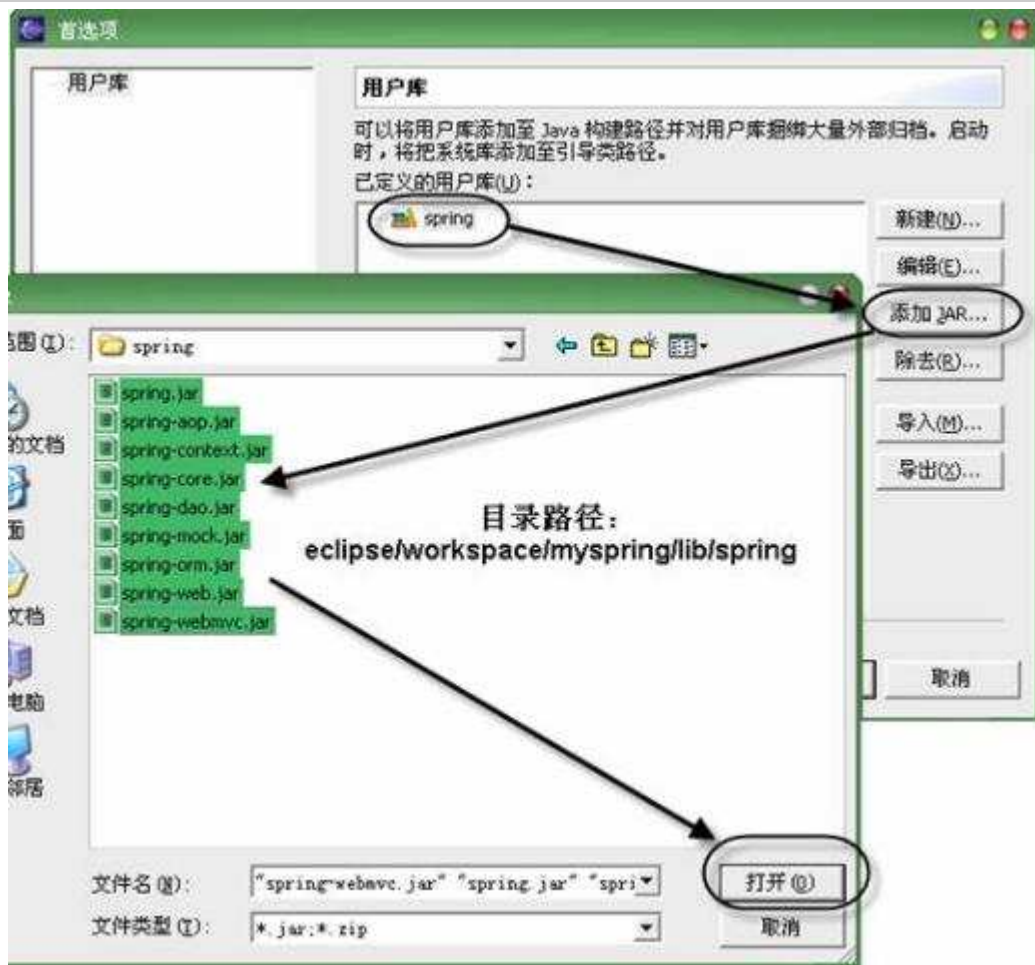 首选项
用户库
用户库
可以将用户库添加至 Java 构建路径并对用户库捆绑大量外部归档。启动
时，将把系统库添加至引导类路径。
已定义的用户库(U)：
spring
新建(N)...
编辑(E)...
添加 JAR...
除去(R)...
导入(M)...
导出(X)...
取消
范围(I):
spring
spring.jar
spring-aop.jar
spring-context.jar
spring-core.jar
spring-dao.jar
spring-mock.jar
spring-orm.jar
spring-web.jar
spring-webmvc.jar
的文档
面
文档
电脑
邻居
目录路径：
eclipse/workspace/myspring/lib/spring
文件名(N):
"spring-webmvc.jar" "spring.jar" "spri
打开(O)
文件类型(T):
*.jar;*.zip
取消